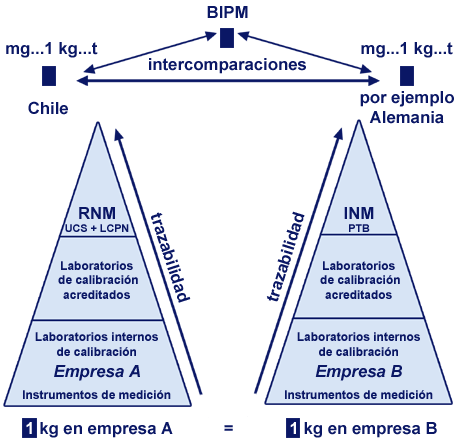 BIPM
mg...1 kg...t
mg...1 kg...t
intercomparaciones
Chile
por ejemplo
Alemania
RNM
UCS + LCPN
trazabilidad
Laboratorios
de calibración
acreditados
Laboratorios internos
de calibración
Empresa A
Instrumentos de medición
trazabilidad
INM
PTB
Laboratorios
de calibración
acreditados
Laboratorios internos
de calibración
Empresa B
Instrumentos de medición
1 kg en empresa A = 1 kg en empresa B